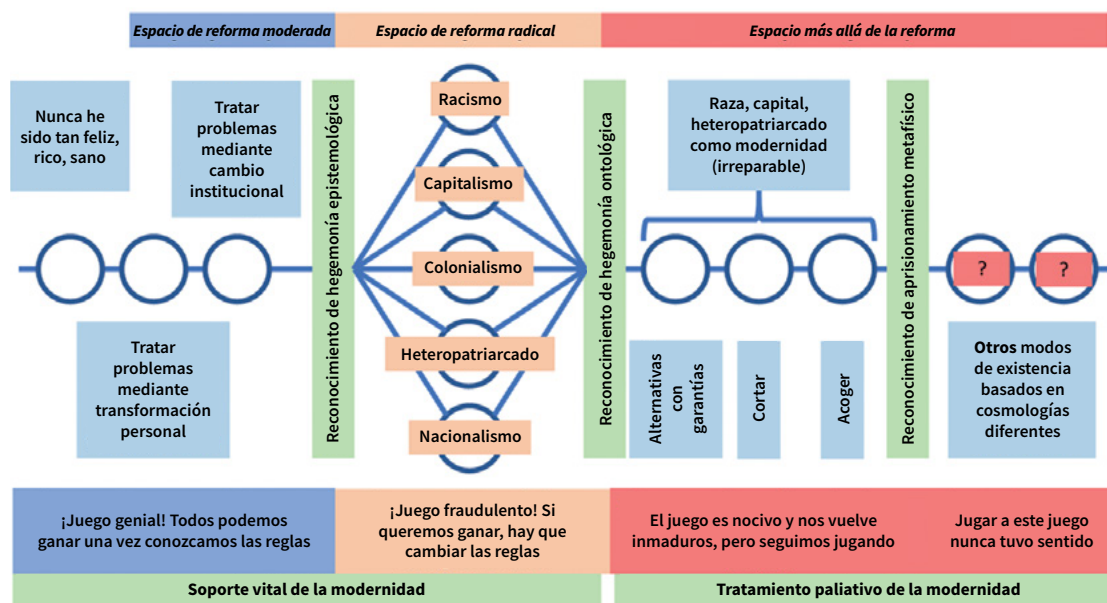 Espacio de reforma moderada
Espacio de reforma radical
Espacio más allá de la reforma
Nunca he
sido tan feliz,
rico, sano
Tratar
problemas
mediante
cambio
institucional
Tratar
problemas
mediante
transformación
personal
Reconocimiento de hegemonía epistemológica
Racismo
Capitalismo
Colonialismo
Heteropatriarcado
Nacionalismo
Reconocimiento de hegemonía ontológica
Raza, capital,
heteropatriarcado
como modernidad
(irreparable)
Alternativas
con
garantías
Cortar
Acoger
Reconocimiento de aprisionamiento metafísico
?
?
Otros modos
de existencia
basados en
cosmologías
diferentes
¡Juego genial! Todos podemos
ganar una vez conozcamos las reglas
¡Juego fraudulento! Si
queremos ganar, hay que
cambiar las reglas
El juego es nocivo y nos vuelve
inmaduros, pero seguimos jugando
Jugar a este juego
nunca tuvo sentido
Soporte vital de la modernidad
Tratamiento paliativo de la modernidad